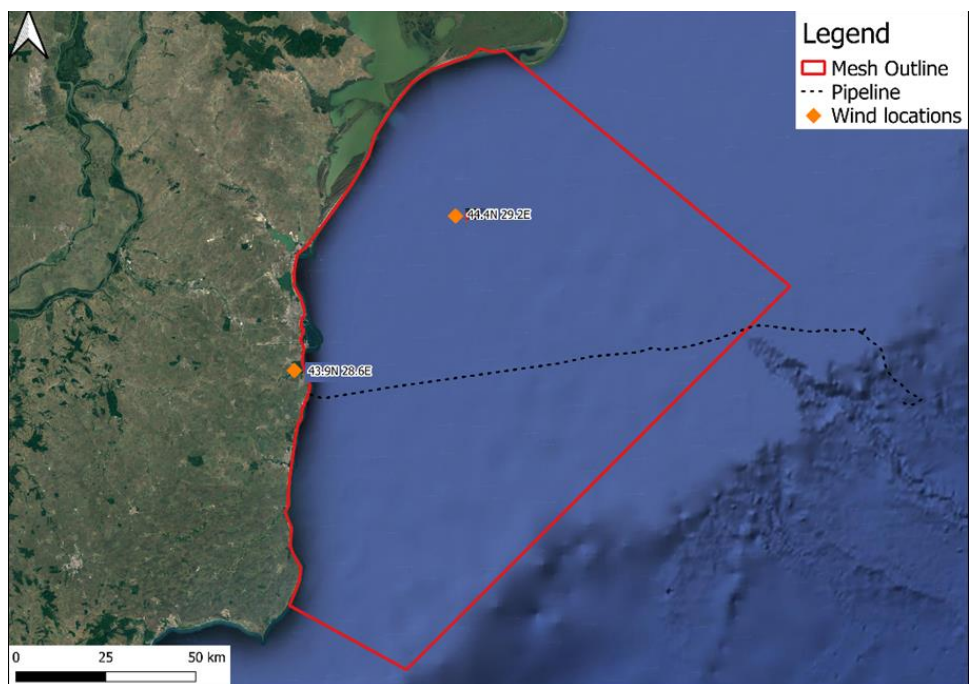 Legend
Mesh Outline
Pipeline
Wind locations
44.4N 29.2E
43.9N 28.6E
0 25 50 km